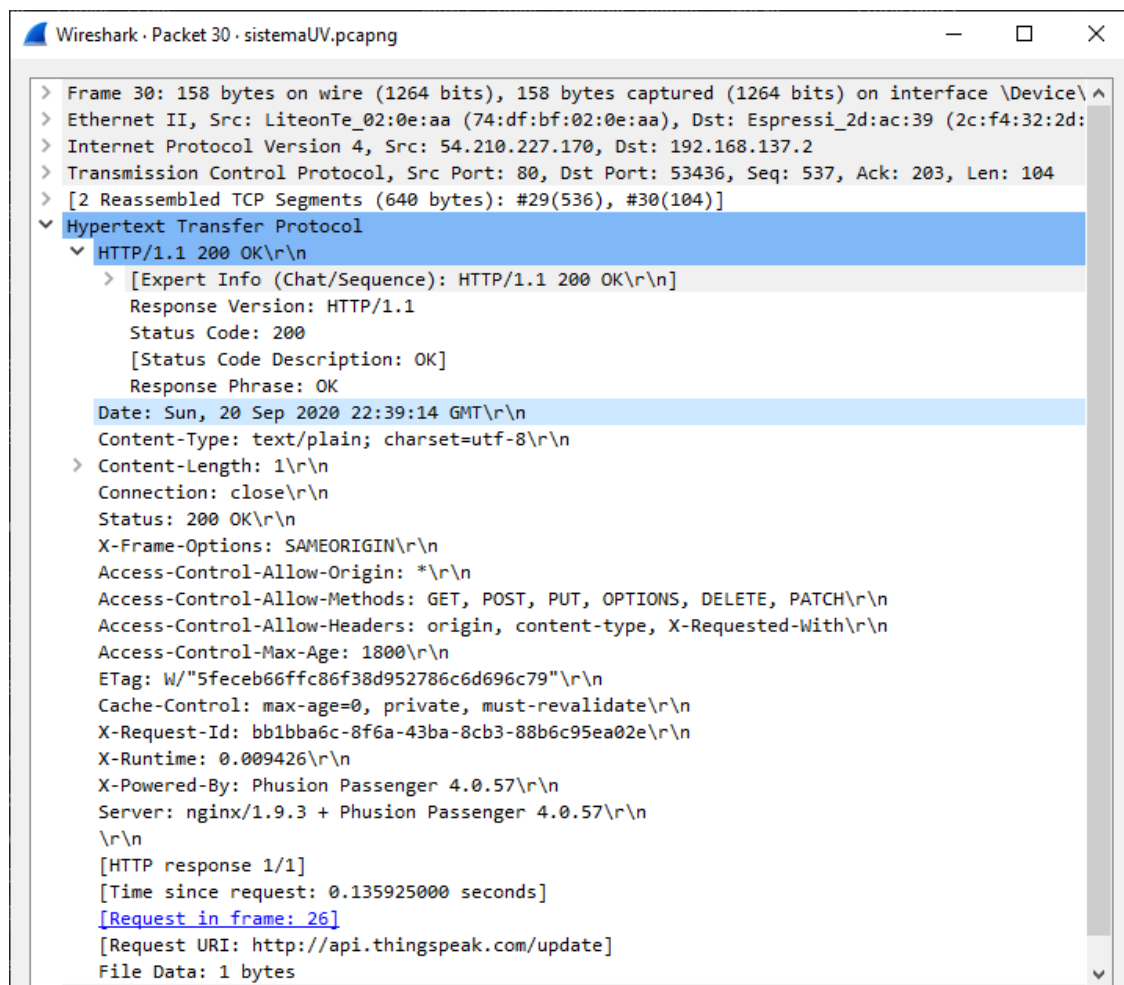 Wireshark · Packet 30 · sistemaUV.pcapng
Frame 30: 158 bytes on wire (1264 bits), 158 bytes captured (1264 bits) on interface \Device\
Ethernet II, Src: LiteonTe_02:0e:aa (74:df:bf:02:0e:aa), Dst: Espressi_2d:ac:39 (2c:f4:32:2d:
Internet Protocol Version 4, Src: 54.210.227.170, Dst: 192.168.137.2
Transmission Control Protocol, Src Port: 80, Dst Port: 53436, Seq: 537, Ack: 203, Len: 104
[2 Reassembled TCP Segments (640 bytes): #29(536), #30(104)]
Hypertext Transfer Protocol
HTTP/1.1 200 OK\r\n
[Expert Info (Chat/Sequence): HTTP/1.1 200 OK\r\n]
Response Version: HTTP/1.1
Status Code: 200
[Status Code Description: OK]
Response Phrase: OK
Date: Sun, 20 Sep 2020 22:39:14 GMT\r\n
Content-Type: text/plain; charset=utf-8\r\n
Content-Length: 1\r\n
Connection: close\r\n
Status: 200 OK\r\n
X-Frame-Options: SAMEORIGIN\r\n
Access-Control-Allow-Origin: *\r\n
Access-Control-Allow-Methods: GET, POST, PUT, OPTIONS, DELETE, PATCH\r\n
Access-Control-Allow-Headers: origin, content-type, X-Requested-With\r\n
Access-Control-Max-Age: 1800\r\n
ETag: W/"5feceb66ffc86f38d952786c6d696c79"\r\n
Cache-Control: max-age=0, private, must-revalidate\r\n
X-Request-Id: bb1bba6c-8f6a-43ba-8cb3-88b6c95ea02e\r\n
X-Runtime: 0.009426\r\n
X-Powered-By: Phusion Passenger 4.0.57\r\n
Server: nginx/1.9.3 + Phusion Passenger 4.0.57\r\n
\r\n
[HTTP response 1/1]
[Time since request: 0.135925000 seconds]
[Request in frame: 26]
[Request URI: http://api.thingspeak.com/update]
File Data: 1 bytes